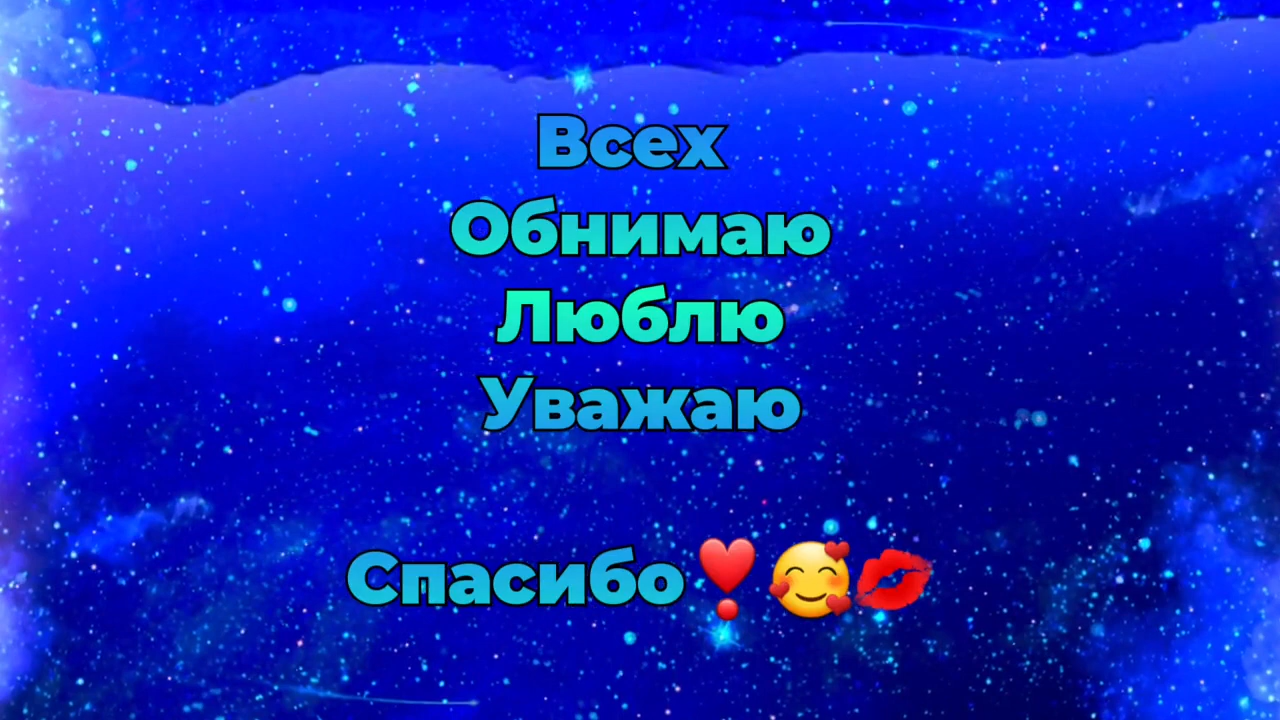 Всех
Обнимаю
Люблю
Уважаю
Спасибо❣️🥰💋